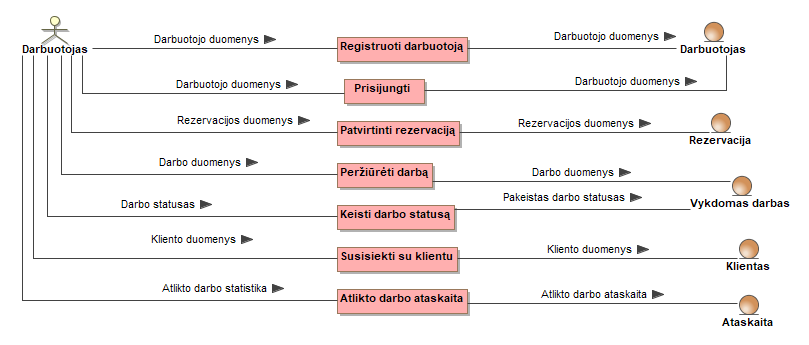 Darbuotojas
Darbuotojo duomenys
Registruoti darbuotoją
Darbuotojo duomenys
Darbuotojas
Darbuotojo duomenys
Prisijungti
Darbuotojo duomenys
Rezervacijos duomenys
Patvirtinti rezervaciją
Rezervacijos duomenys
Rezervacija
Darbo duomenys
Peržiūrėti darbą
Darbo duomenys
Darbo statusas
Keisti darbo statusą
Pakeistas darbo statusas
Vykdomas darbas
Kliento duomenys
Susisiekti su klientu
Kliento duomenys
Klientas
Atlikto darbo statistika
Atlikto darbo ataskaita
Atlikto darbo ataskaita
Ataskaita